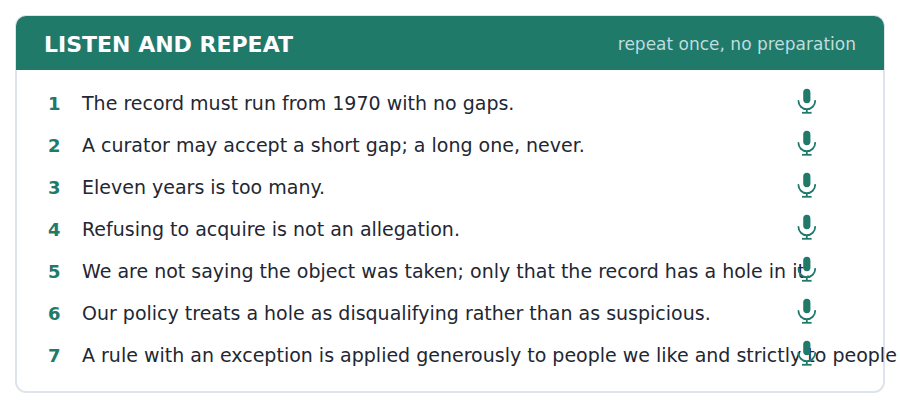 LISTEN AND REPEAT
repeat once, no preparation
1 The record must run from 1970 with no gaps.
2 A curator may accept a short gap; a long one, never.
3 Eleven years is too many.
4 Refusing to acquire is not an allegation.
5 We are not saying the object was taken; only that the record has a hole in it
6 Our policy treats a hole as disqualifying rather than as suspicious.
7 A rule with an exception is applied generously to people we like and strictly to people